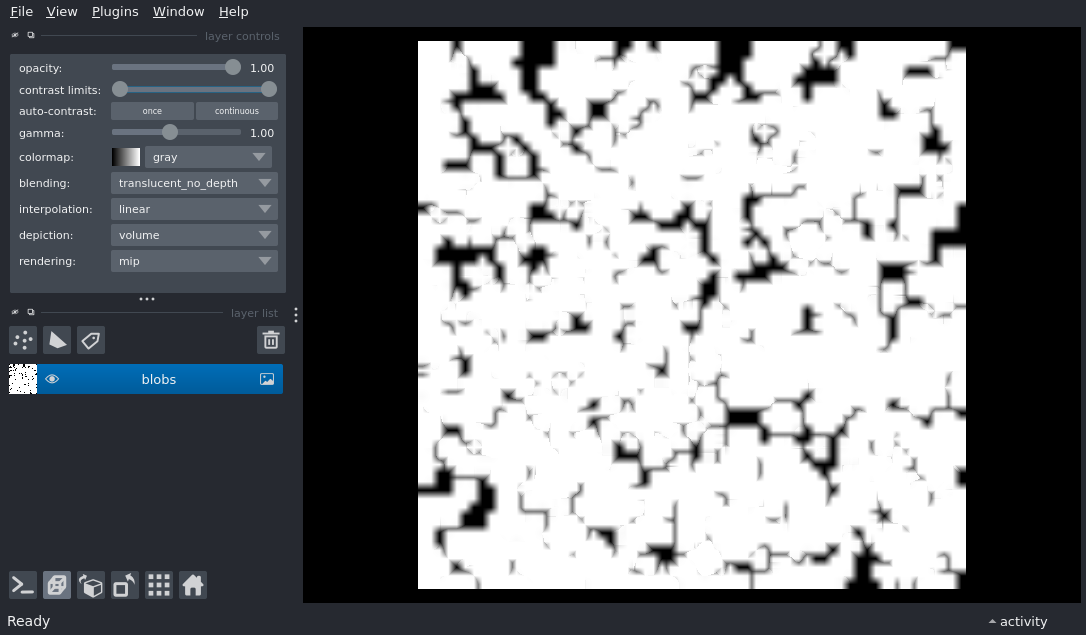 File View Plugins Window Help
layer controls
opacity: 1.00
contrast limits:
auto-contrast: once continuous
gamma: 1.00
colormap: gray
blending: translucent_no_depth
interpolation: linear
depiction: volume
rendering: mip
layer list
blobs
Ready
activity